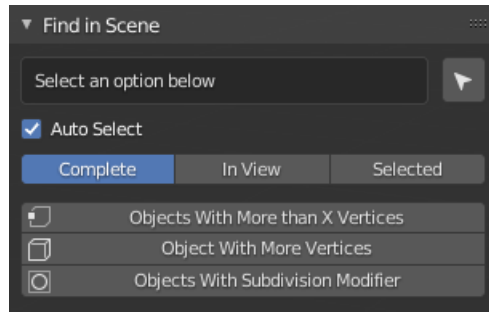 Find in Scene
Select an option below
Auto Select
Complete In View Selected
Objects With More than X Vertices
Object With More Vertices
Objects With Subdivision Modifier